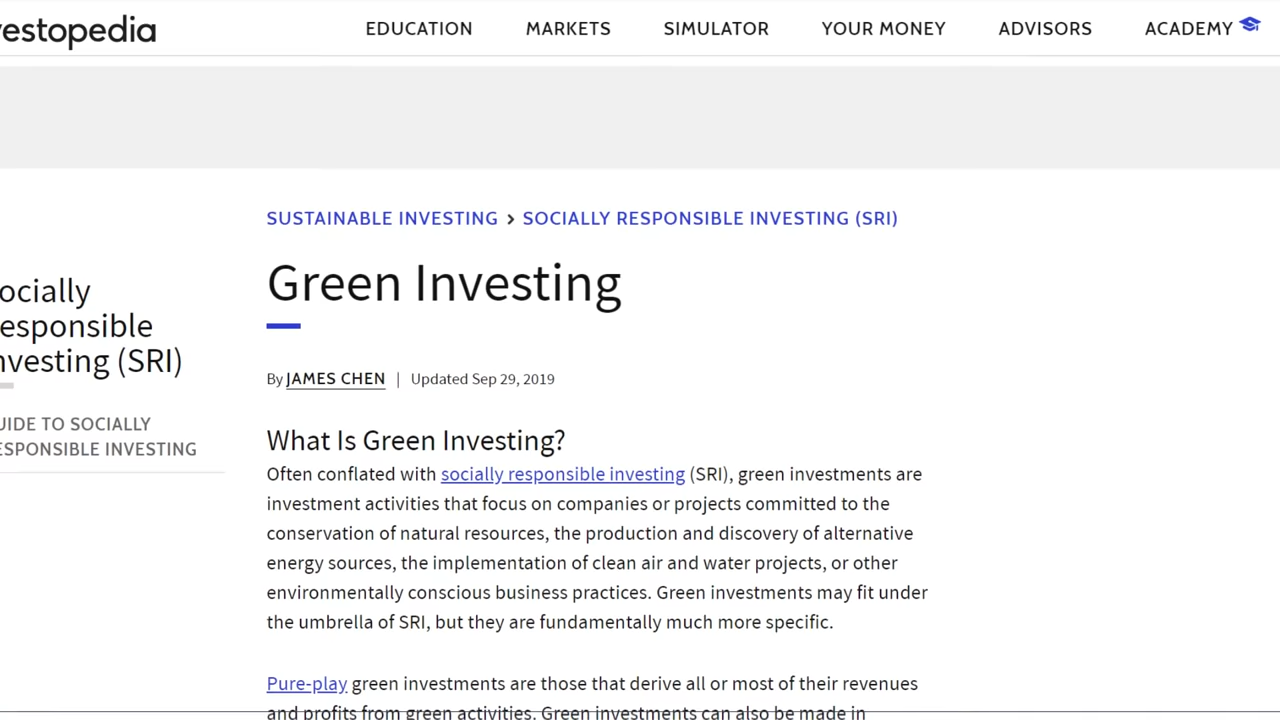 vestopedia
EDUCATION MARKETS SIMULATOR YOUR MONEY ADVISORS ACADEMY
SUSTAINABLE INVESTING > SOCIALLY RESPONSIBLE INVESTING (SRI)
Green Investing
By JAMES CHEN | Updated Sep 29, 2019
ocially
esponsible
nvesting (SRI)
UIDE TO SOCIALLY
ESPONSIBLE INVESTING
What Is Green Investing?
Often conflated with socially responsible investing (SRI), green investments are
investment activities that focus on companies or projects committed to the
conservation of natural resources, the production and discovery of alternative
energy sources, the implementation of clean air and water projects, or other
environmentally conscious business practices. Green investments may fit under
the umbrella of SRI, but they are fundamentally much more specific.
Pure-play green investments are those that derive all or most of their revenues
and profits from green activities. Green investments can also be made in